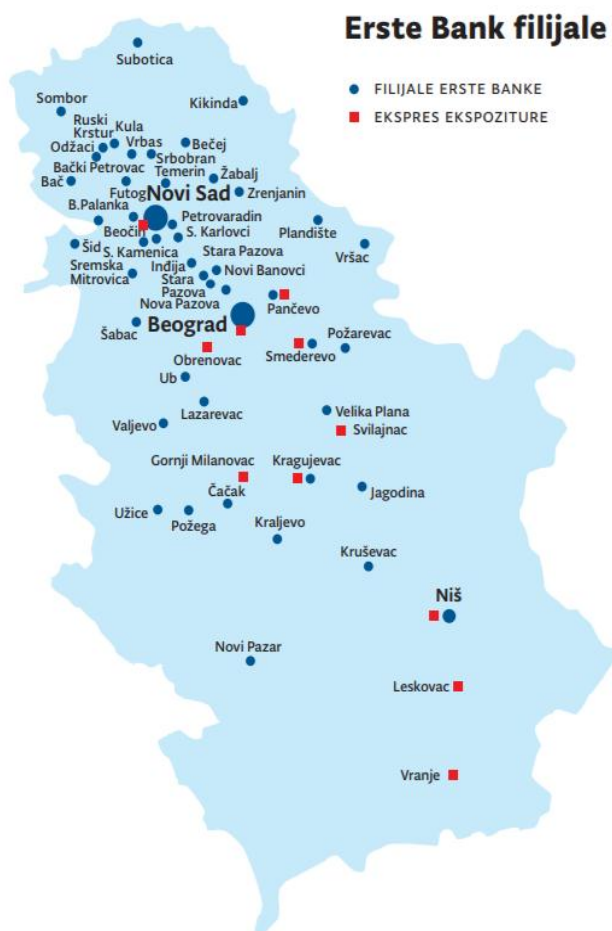 Erste Bank filijale
FILIJALE ERSTE BANKE
EKSPRES EKSPOZITURE
Subotica
Sombor
Kikinda
Ruski
Krstur
Kula
Odžaci
Vrbas
Bečej
Srbobran
Bački Petrovac
Temerin
Žabalj
Bač
Futog
Novi Sad
Zrenjanin
B.Palanka
Petrovaradin
Plandište
Beočin
S. Karlovci
Šid
S. Kamenica
Stara Pazova
Vršac
Sremska
Mitrovica
Inđija
Novi Banovci
Stara
Pazova
Nova Pazova
Pančevo
Šabac
Beograd
Požarevac
Obrenovac
Smederevo
Ub
Lazarevac
Velika Plana
Valjevo
Svilajnac
Gornji Milanovac
Kragujevac
Čačak
Jagodina
Užice
Požega
Kraljevo
Kruševac
Niš
Novi Pazar
Leskovac
Vranje